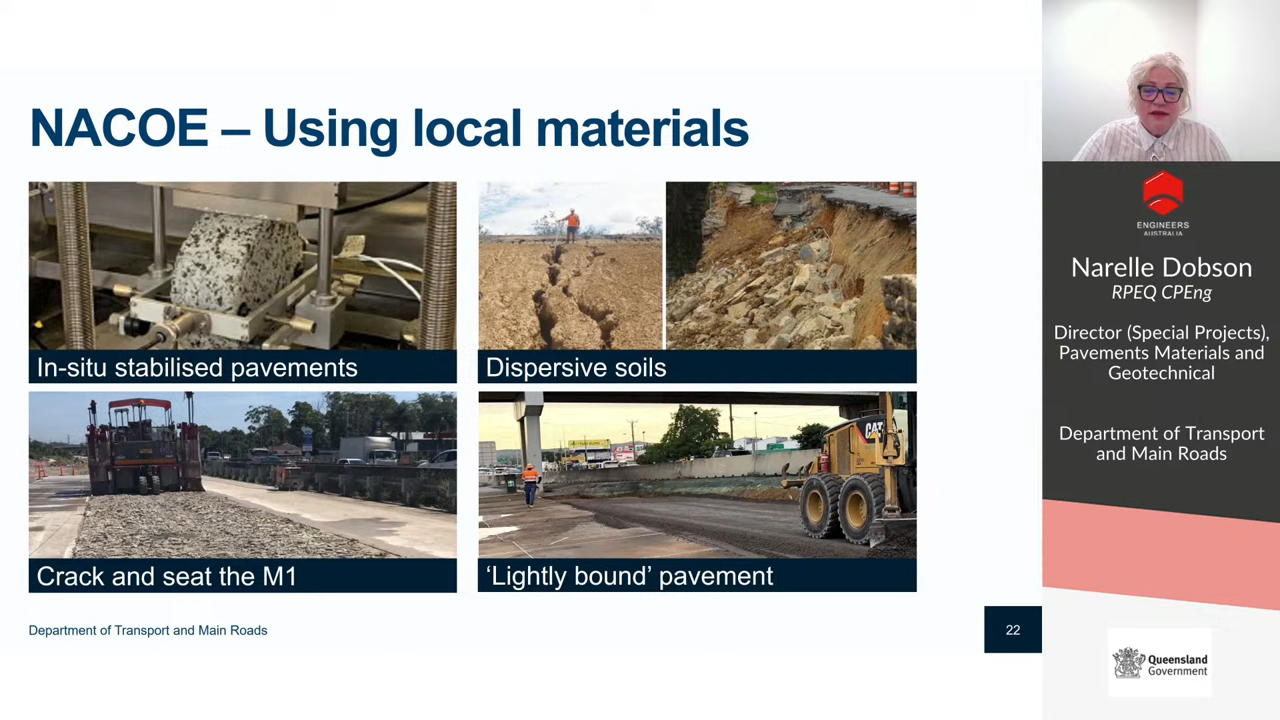 NACOE – Using local materials
In-situ stabilised pavements
Dispersive soils
Crack and seat the M1
CAT
‘Lightly bound’ pavement
Department of Transport and Main Roads
22
ENGINEERS
AUSTRALIA
Narelle Dobson
RPEQ CPEng
Director (Special Projects),
Pavements Materials and
Geotechnical
Department of Transport
and Main Roads
Queensland
Government